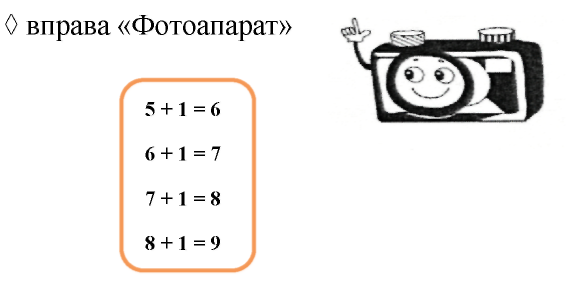 ◊ вправа «Фотоапарат»
5 + 1 = 6
6 + 1 = 7
7 + 1 = 8
8 + 1 = 9